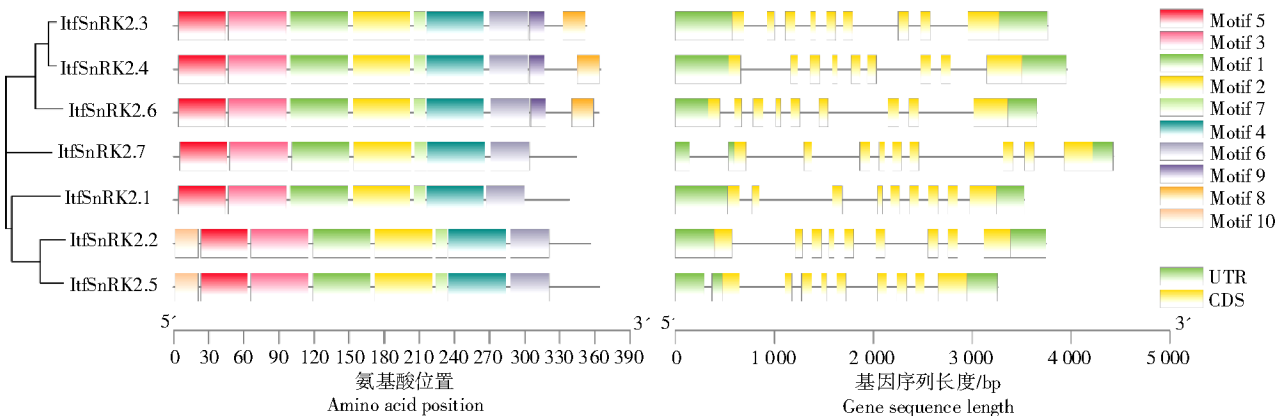 ItfSnRK2.3
ItfSnRK2.4
ItfSnRK2.6
ItfSnRK2.7
ItfSnRK2.1
ItfSnRK2.2
ItfSnRK2.5
5´ 3´
0 30 60 90 120 150 180 210 240 270 300 330 360 390
氨基酸位置
Amino acid position
5´ 3´
0 1 000 2 000 3 000 4 000 5 000
基因序列长度/bp
Gene sequence length
Motif 5
Motif 3
Motif 1
Motif 2
Motif 7
Motif 4
Motif 6
Motif 9
Motif 8
Motif 10
UTR
CDS